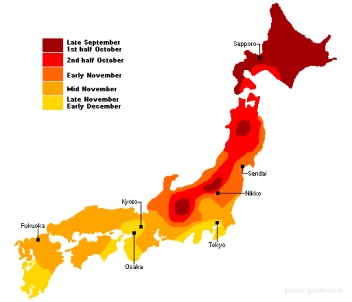 Late September
1st half October
2nd half October
Early November
Mid November
Late November
Early December
Sapporo
Sendai
Nikko
Kyoto
Fukuoka
Tokyo
Osaka
japan-guide.com